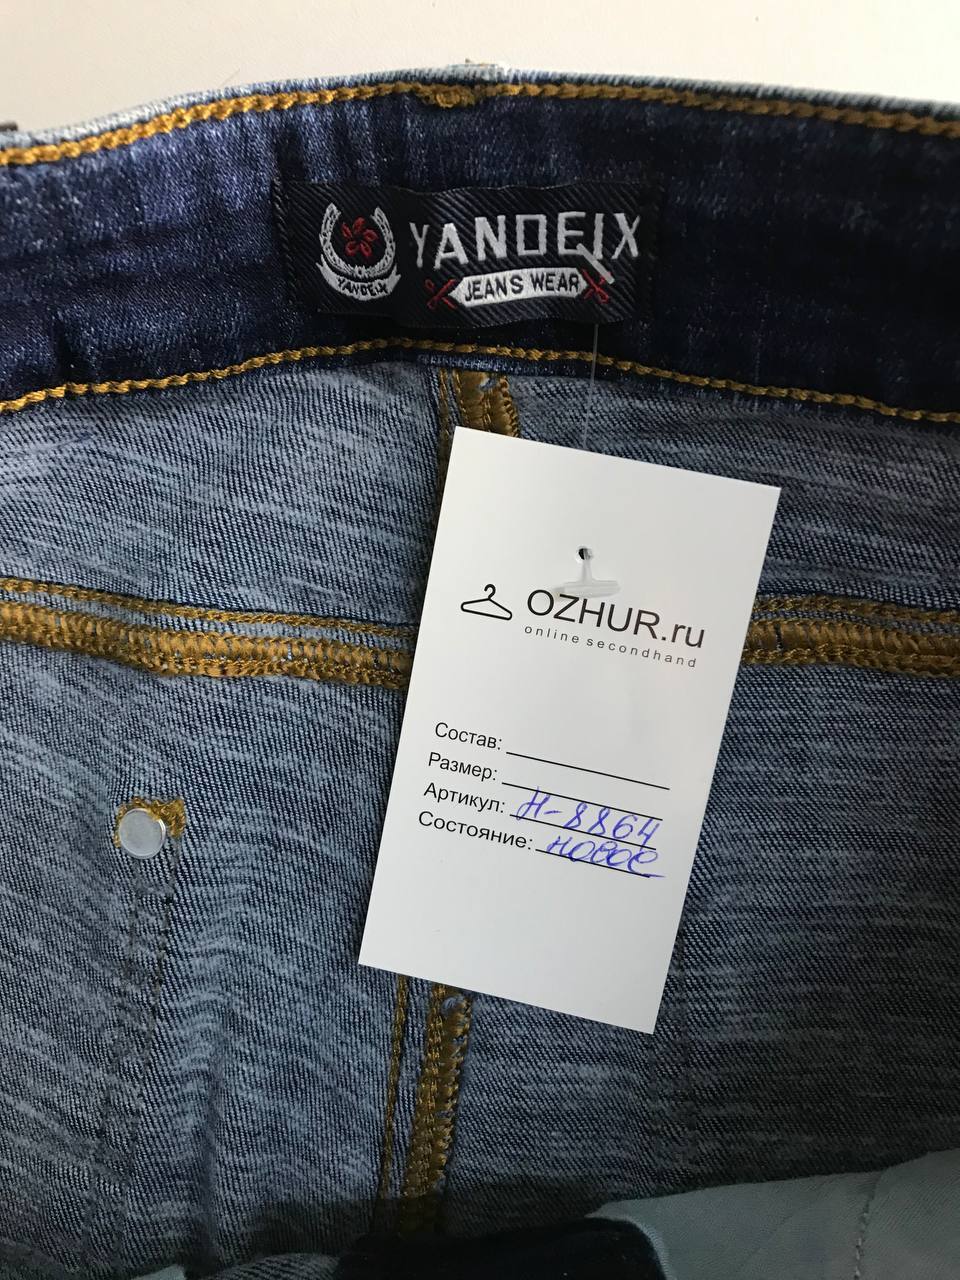 YANDEIX
YANDEIX
JEANS WEAR
OZHUR.ru
online secondhand
Состав:
Размер:
Артикул: Н-8864
Состояние: новое